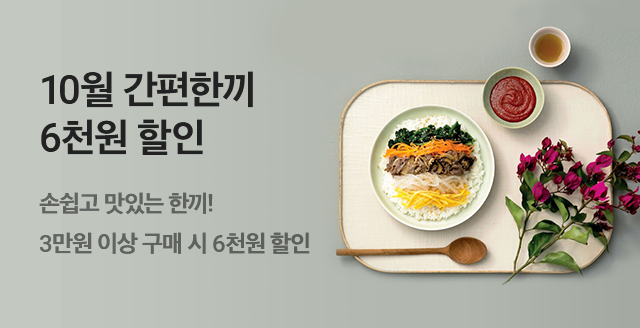 10월 간편한끼
6천원 할인
손쉽고 맛있는 한끼!
3만원 이상 구매 시 6천원 할인